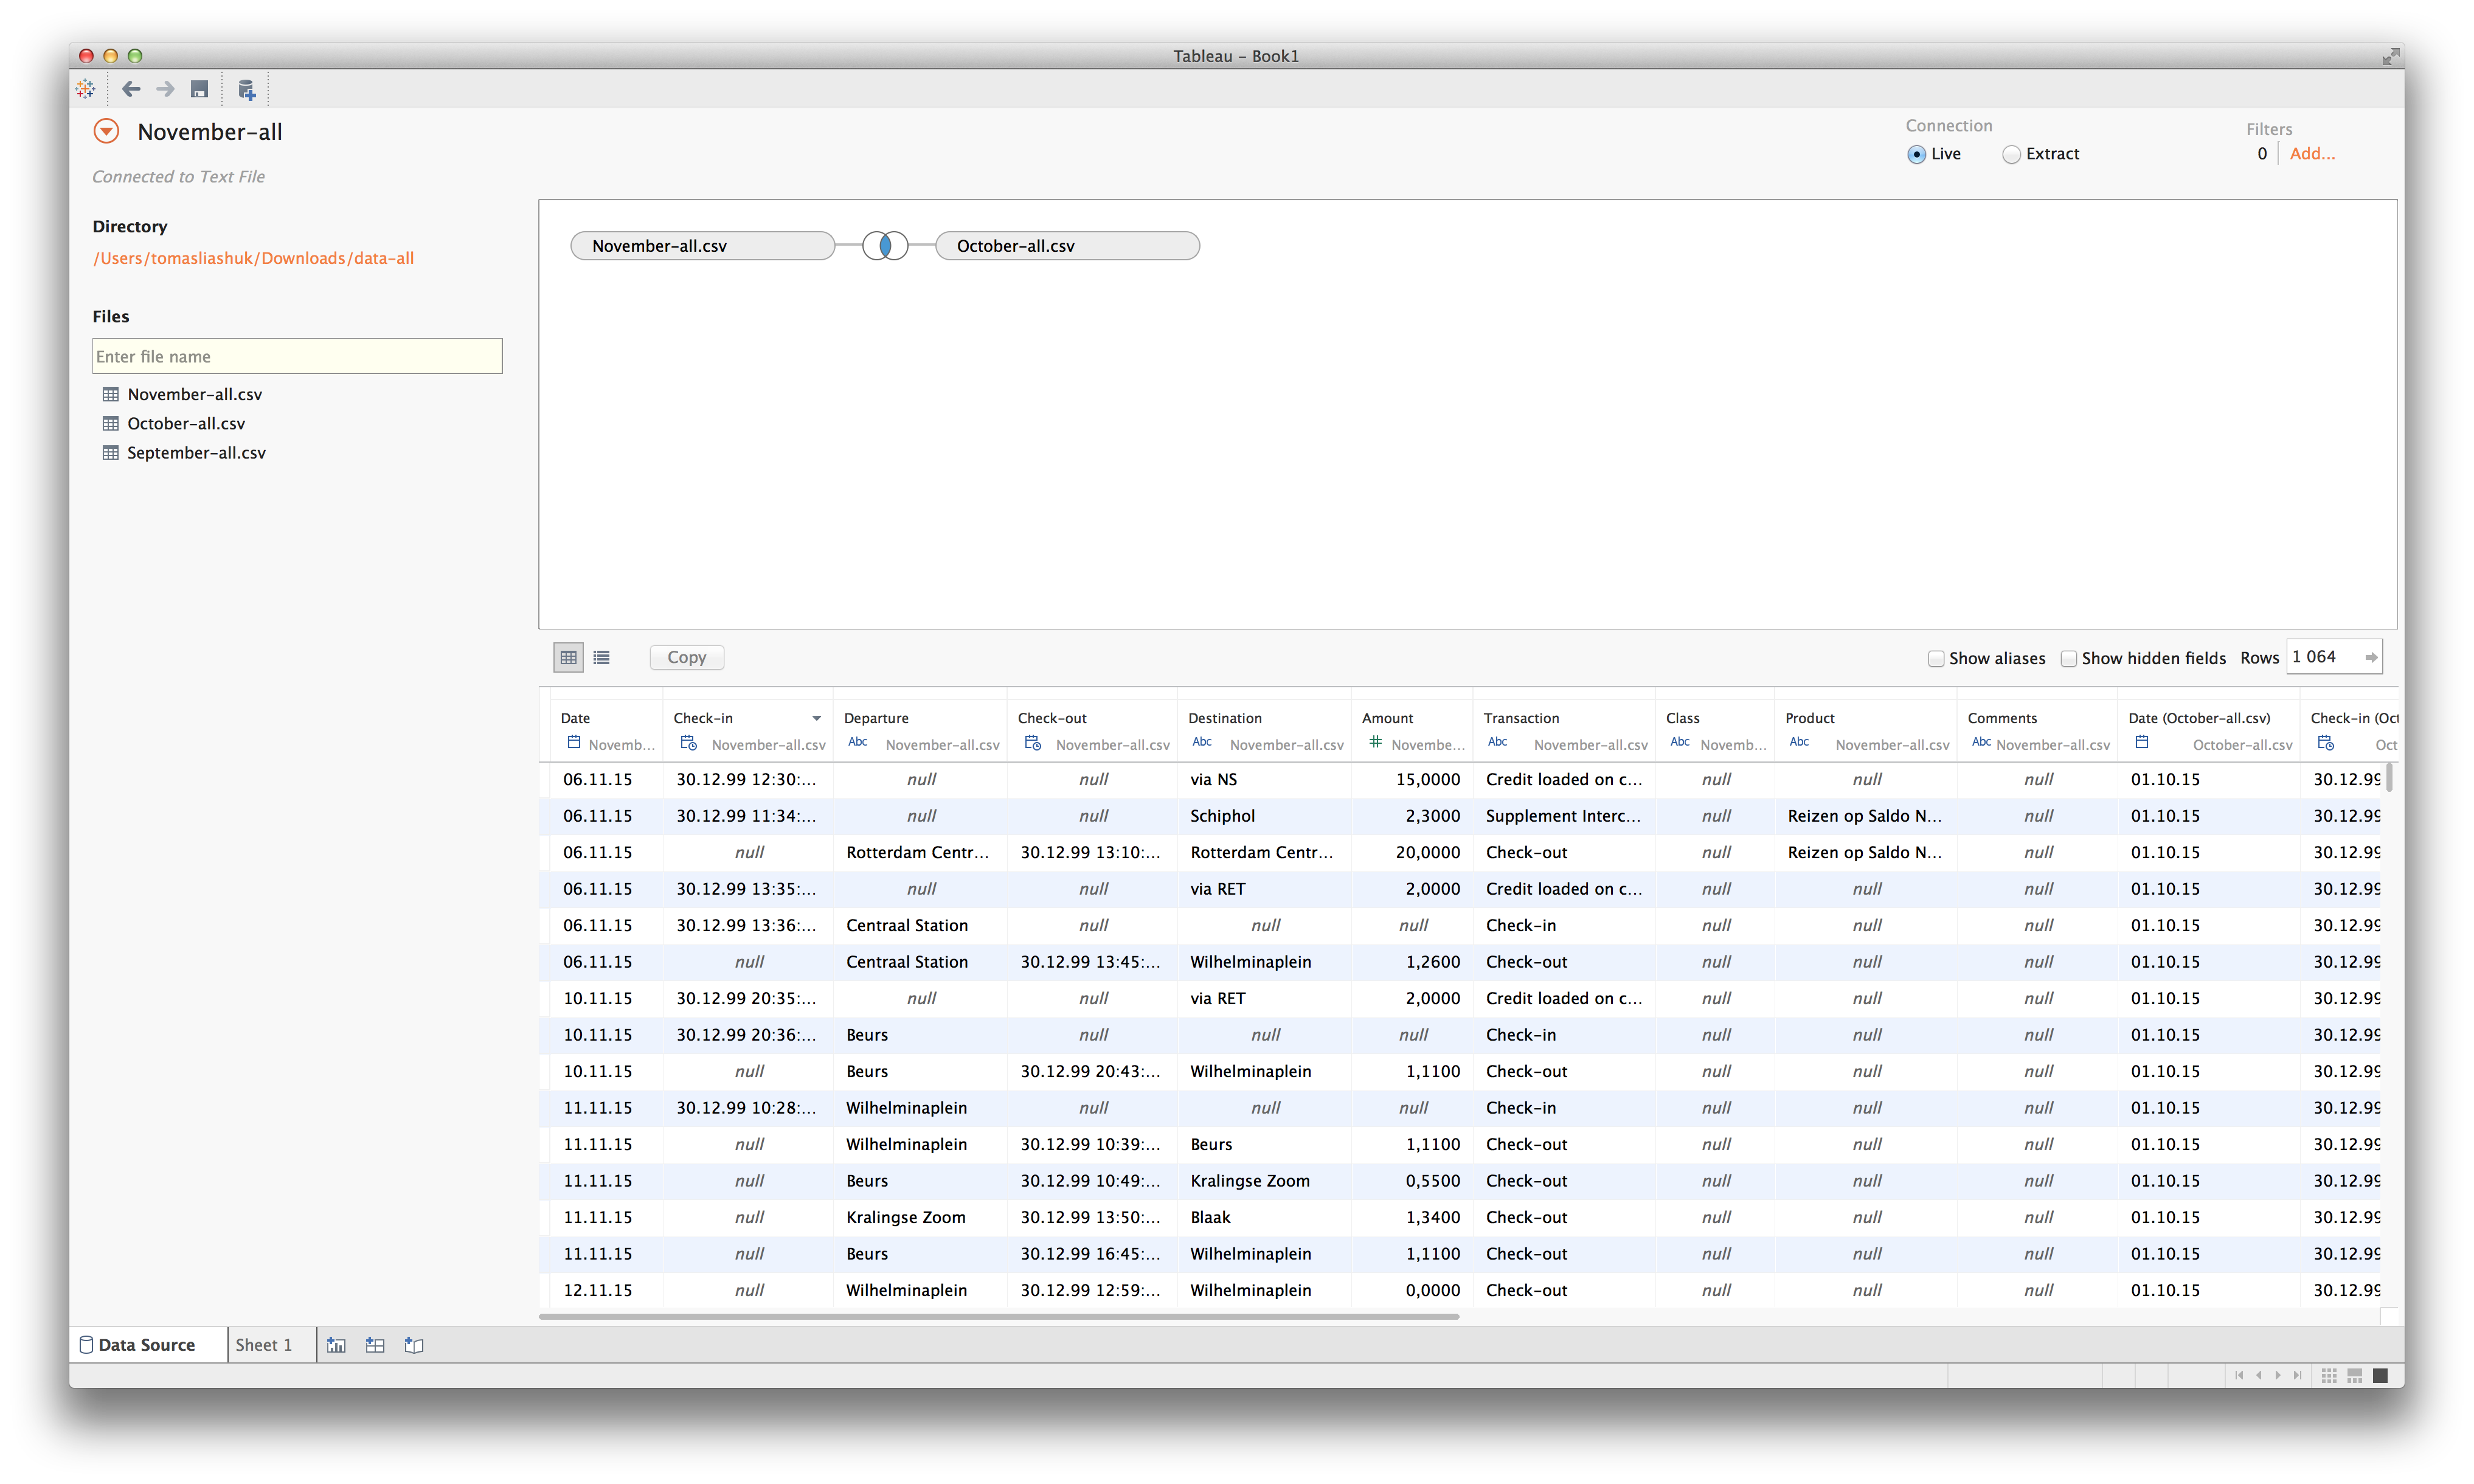 Tableau - Book1
November-all
Connection
Filters
Live Extract
0 Add...
Connected to Text File
Directory
/Users/tomasliashuk/Downloads/data-all
Files
Enter file name
November-all.csv
October-all.csv
September-all.csv
November-all.csv October-all.csv
Copy Show aliases Show hidden fields Rows 1 064
Date Check-in Departure Check-out Destination Amount Transaction Class Product Comments Date (October-all.csv) Check-in (Oct
Novemb... November-all.csv Abc November-all.csv November-all.csv Abc November-all.csv # Novembe... Abc November-all.csv Abc Novemb... Abc November-all.csv Abc November-all.csv October-all.csv Oct
06.11.15 30.12.99 12:30:... null null via NS 15,0000 Credit loaded on c... null null null 01.10.15 30.12.99
06.11.15 30.12.99 11:34:... null null Schiphol 2,3000 Supplement Interc... null Reizen op Saldo N... null 01.10.15 30.12.99
06.11.15 null Rotterdam Centr... 30.12.99 13:10:... Rotterdam Centr... 20,0000 Check-out null Reizen op Saldo N... null 01.10.15 30.12.99
06.11.15 30.12.99 13:35:... null null via RET 2,0000 Credit loaded on c... null null null 01.10.15 30.12.99
06.11.15 30.12.99 13:36:... Centraal Station null null null Check-in null null null 01.10.15 30.12.99
06.11.15 null Centraal Station 30.12.99 13:45:... Wilhelminaplein 1,2600 Check-out null null null 01.10.15 30.12.99
10.11.15 30.12.99 20:35:... null null via RET 2,0000 Credit loaded on c... null null null 01.10.15 30.12.99
10.11.15 30.12.99 20:36:... Beurs null null null Check-in null null null 01.10.15 30.12.99
10.11.15 null Beurs 30.12.99 20:43:... Wilhelminaplein 1,1100 Check-out null null null 01.10.15 30.12.99
11.11.15 30.12.99 10:28:... Wilhelminaplein null null null Check-in null null null 01.10.15 30.12.99
11.11.15 null Wilhelminaplein 30.12.99 10:39:... Beurs 1,1100 Check-out null null null 01.10.15 30.12.99
11.11.15 null Beurs 30.12.99 10:49:... Kralingse Zoom 0,5500 Check-out null null null 01.10.15 30.12.99
11.11.15 null Kralingse Zoom 30.12.99 13:50:... Blaak 1,3400 Check-out null null null 01.10.15 30.12.99
11.11.15 null Beurs 30.12.99 16:45:... Wilhelminaplein 1,1100 Check-out null null null 01.10.15 30.12.99
12.11.15 null Wilhelminaplein 30.12.99 12:59:... Wilhelminaplein 0,0000 Check-out null null null 01.10.15 30.12.99
Data Source Sheet 1